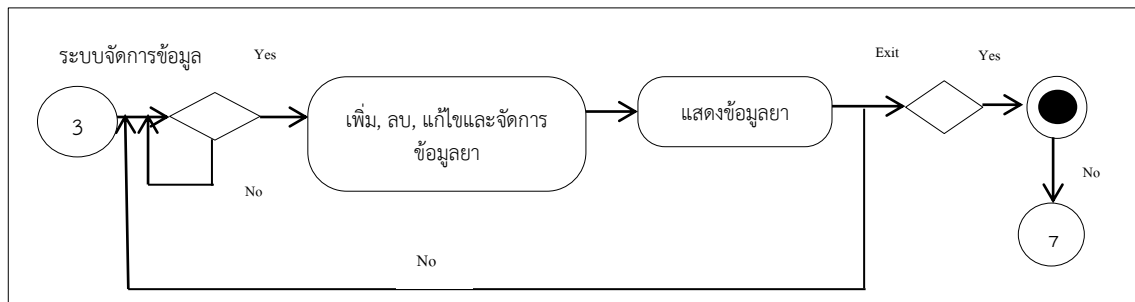 ระบบจัดการข้อมูล
Yes
Exit
Yes
3
เพิ่ม, ลบ, แก้ไขและจัดการ
ข้อมูลยา
แสดงข้อมูลยา
No
No
7
No